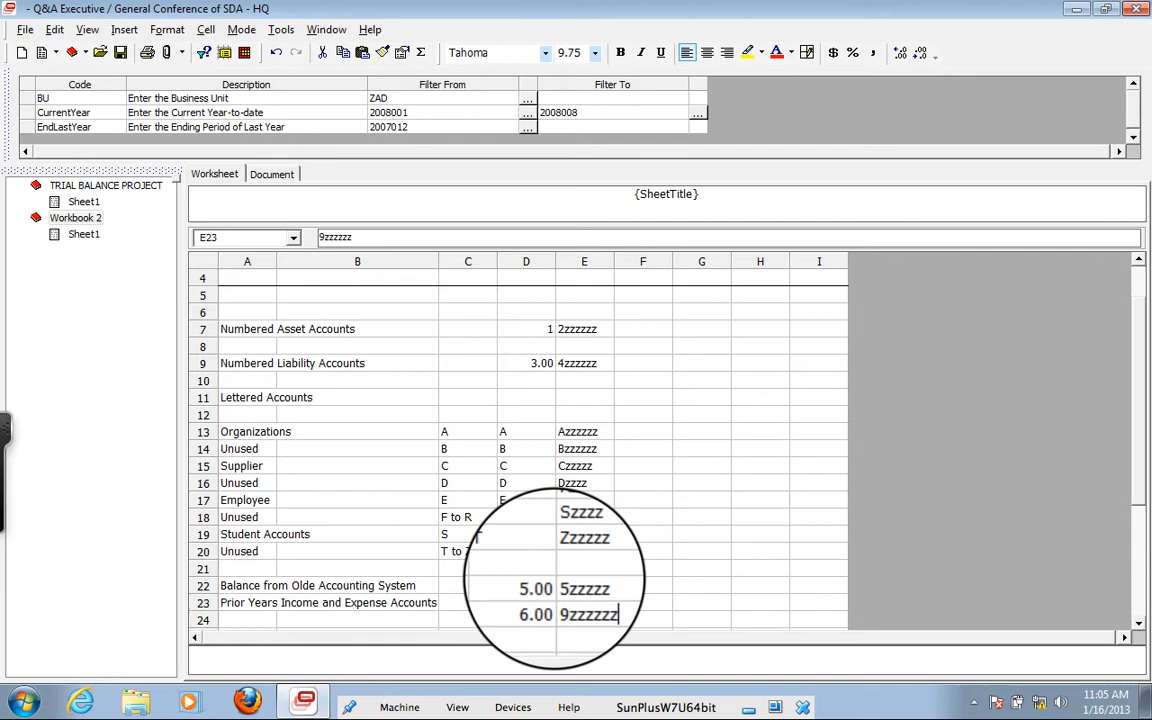 - Q&A Executive / General Conference of SDA - HQ
File Edit View Insert Format Cell Mode Tools Window Help
Tahoma 9.75 B I U A $ % ,
Code Description Filter From Filter To
BU Enter the Business Unit ZAD ...
CurrentYear Enter the Current Year-to-date 2008001 ... 2008008 ...
EndLastYear Enter the Ending Period of Last Year 2007012 ...
Worksheet Document
TRIAL BALANCE PROJECT
Sheet1
Workbook 2
Sheet1
{SheetTitle}
E23 9zzzzzz
A B C D E F G H I
4
5
6
7 Numbered Asset Accounts 1 2zzzzzz
8
9 Numbered Liability Accounts 3.00 4zzzzzz
10
11 Lettered Accounts
12
13 Organizations A A Azzzzzz
14 Unused B B Bzzzzzz
15 Supplier C C Czzzzz
16 Unused D D Dzzzz
17 Employee E E
18 Unused F to R Szzzz
19 Student Accounts S T Zzzzzz
20 Unused T to
21
22 Balance from Olde Accounting System 5.00 5zzzzz
23 Prior Years Income and Expense Accounts 6.00 9zzzzzz
24
Machine View Devices Help SunPlusW7U64bit
11:05 AM
1/16/2013